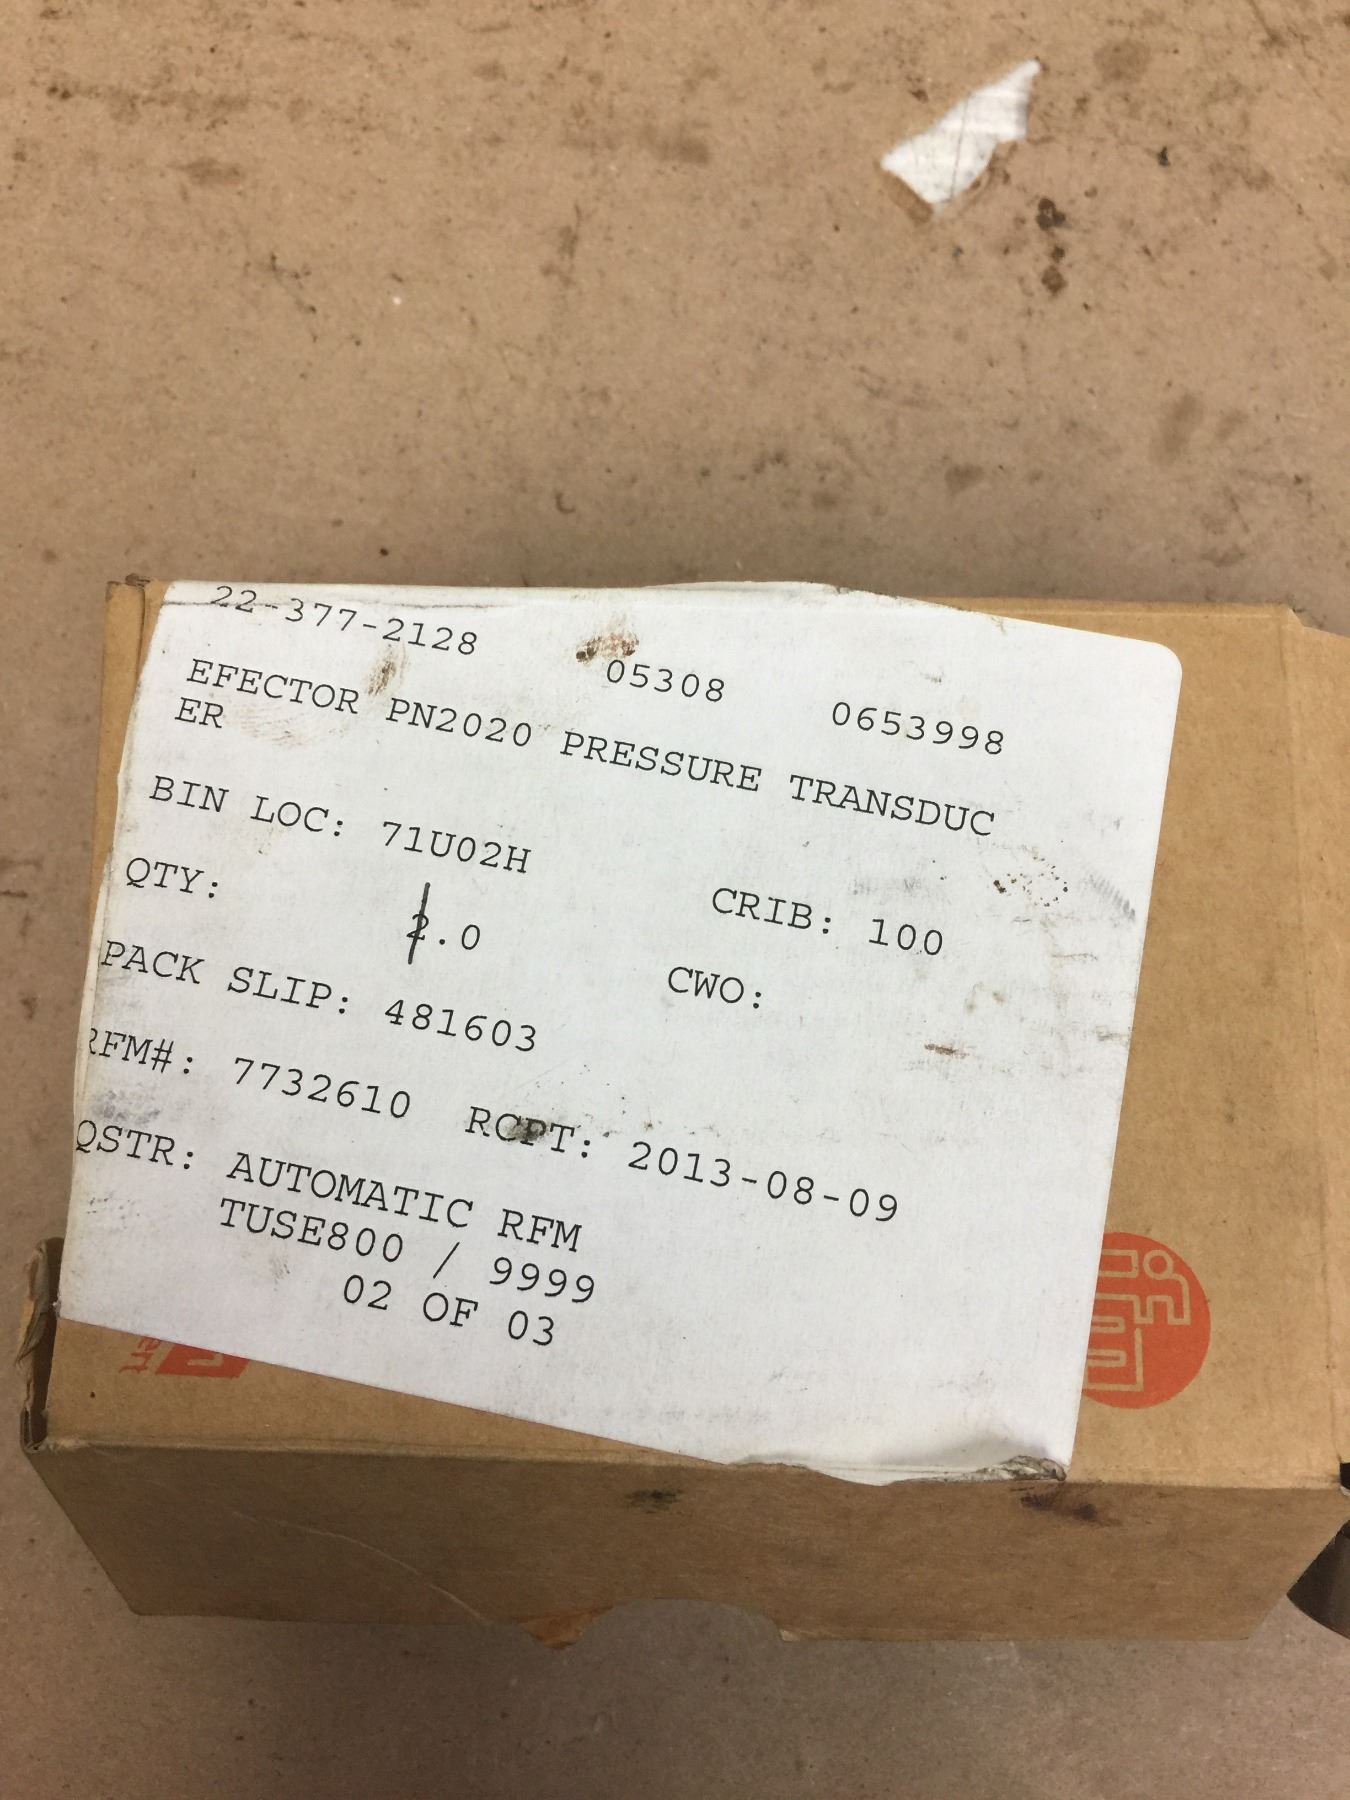 22-377-2128 05308 0653998
EFECTOR PN2020 PRESSURE TRANSDUC
ER
BIN LOC: 71U02H CRIB: 100
QTY: 2.0 CWO:
PACK SLIP: 481603
RFM#: 7732610 RCPT: 2013-08-09
QSTR: AUTOMATIC RFM
TUSE800 / 9999
02 OF 03